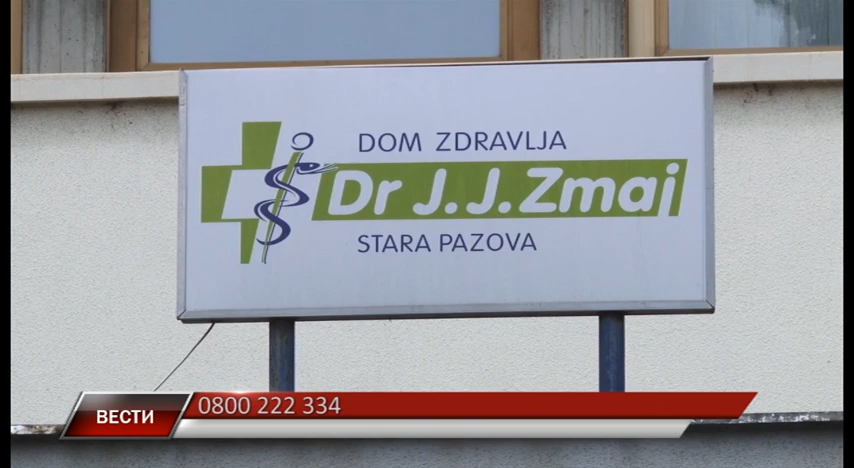 DOM ZDRAVLJA
Dr J.J.Zmaj
STARA PAZOVA
ВЕСТИ
0800 222 334